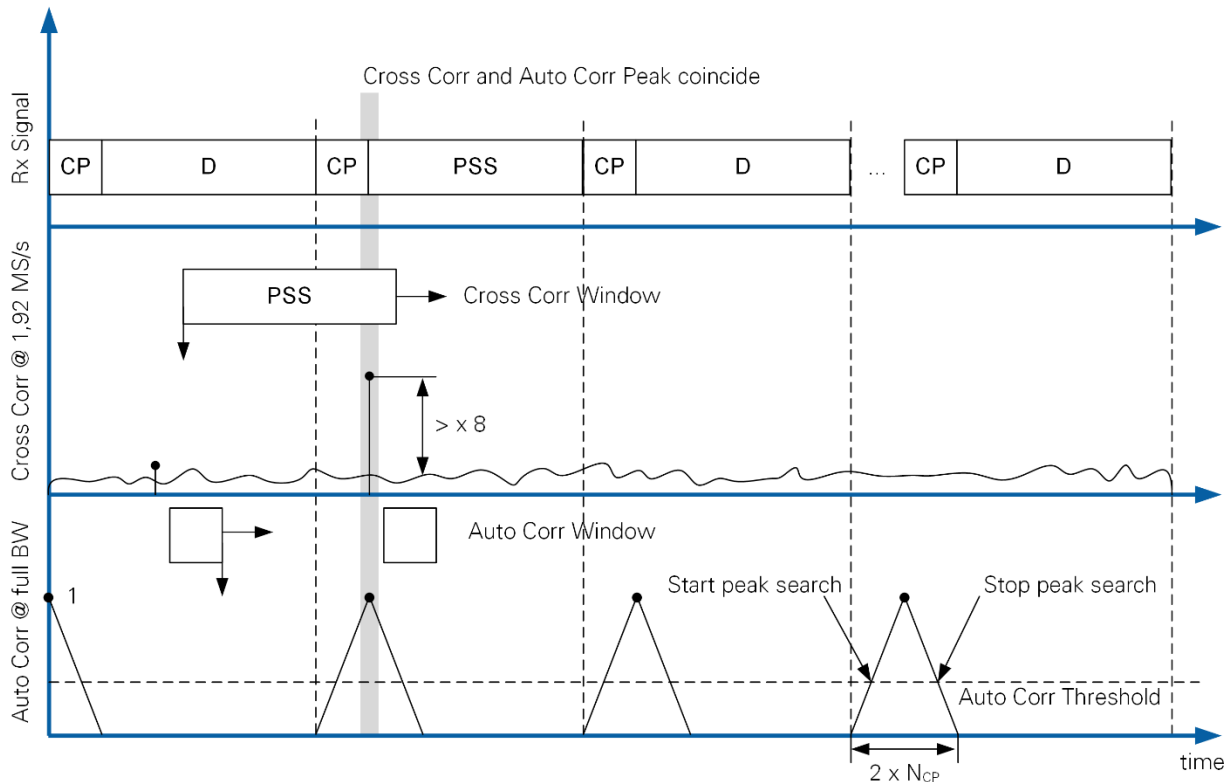 Cross Corr and Auto Corr Peak coincide
Rx Signal
CP
D
CP
PSS
CP
D
...
CP
D
Cross Corr @ 1,92 MS/s
PSS
Cross Corr Window
> x 8
Auto Corr @ full BW
Auto Corr Window
1
Start peak search
Stop peak search
Auto Corr Threshold
2 x NCP
time